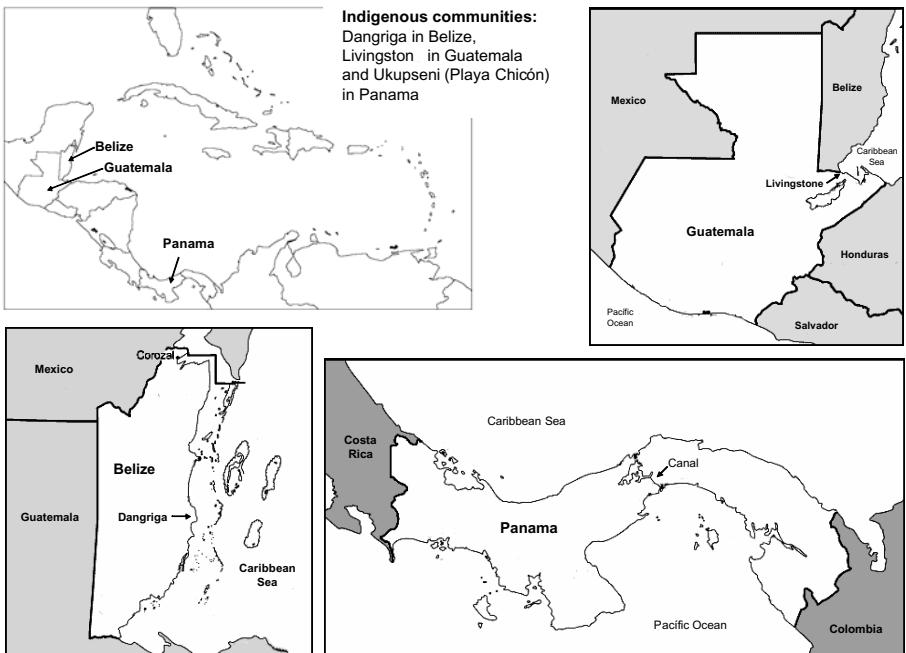 Indigenous communities:
Dangriga in Belize,
Livingston in Guatemala
and Ukupseni (Playa Chicón)
in Panama
Belize
Guatemala
Panama
Mexico
Belize
Caribbean
Sea
Livingstone
Guatemala
Honduras
Pacific
Ocean
Salvador
Corozal
Mexico
Belize
Guatemala
Dangriga
Caribbean
Sea
Caribbean Sea
Costa
Rica
Canal
Panama
Pacific Ocean
Colombia